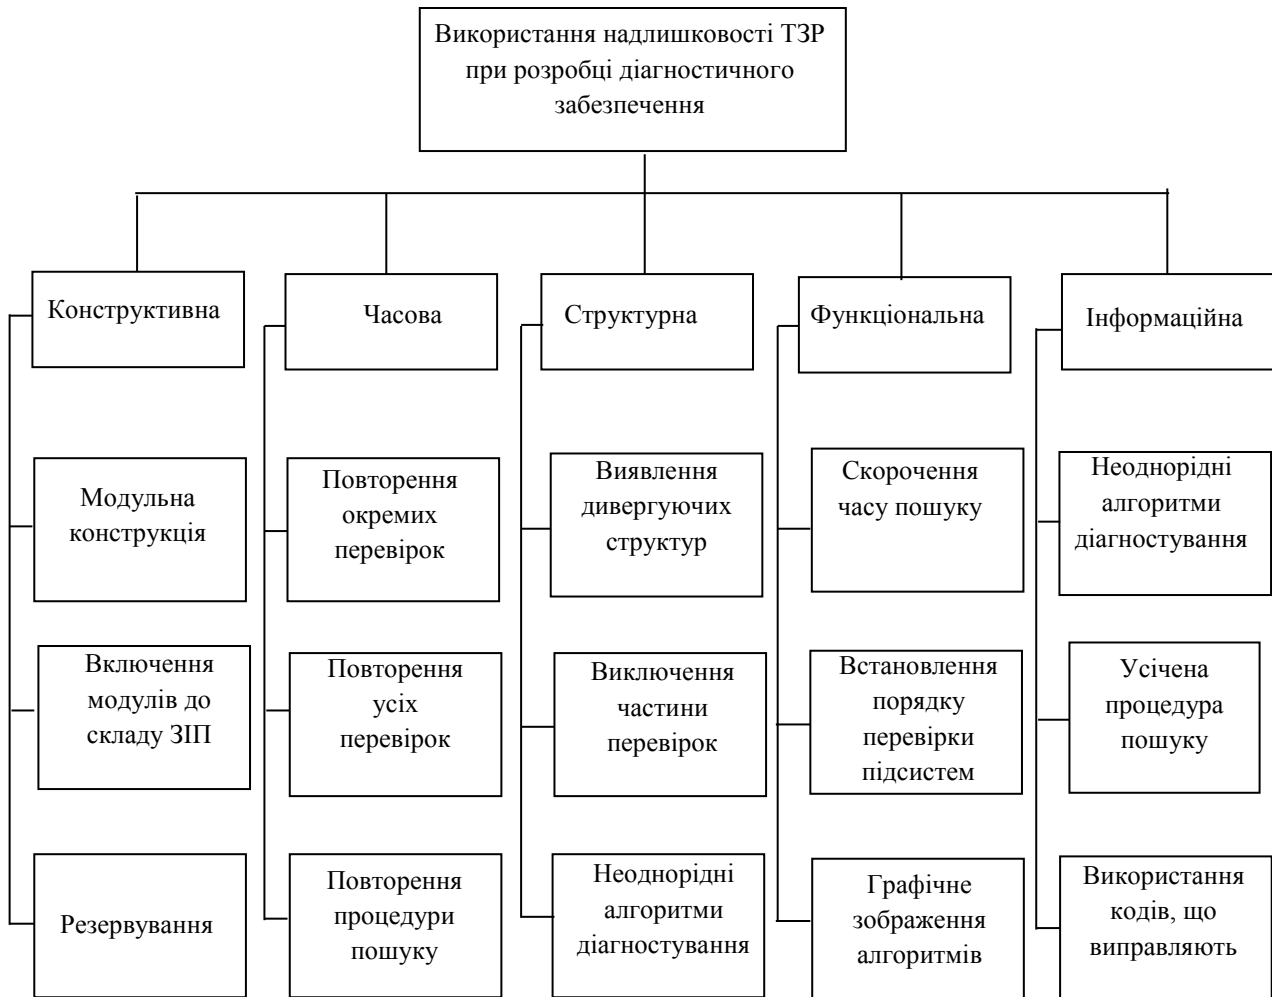 Використання надлишковості ТЗР
при розробці діагностичного
забезпечення
Конструктивна
Часова
Структурна
Функціональна
Інформаційна
Модульна
конструкція
Повторення
окремих
перевірок
Виявлення
дивергуючих
структур
Скорочення
часу пошуку
Неоднорідні
алгоритми
діагностування
Включення
модулів до
складу ЗІП
Повторення
усіх
перевірок
Виключення
частини
перевірок
Встановлення
порядку
перевірки
підсистем
Усічена
процедура
пошуку
Резервування
Повторення
процедури
пошуку
Неоднорідні
алгоритми
діагностування
Графічне
зображення
алгоритмів
Використання
кодів, що
виправляють